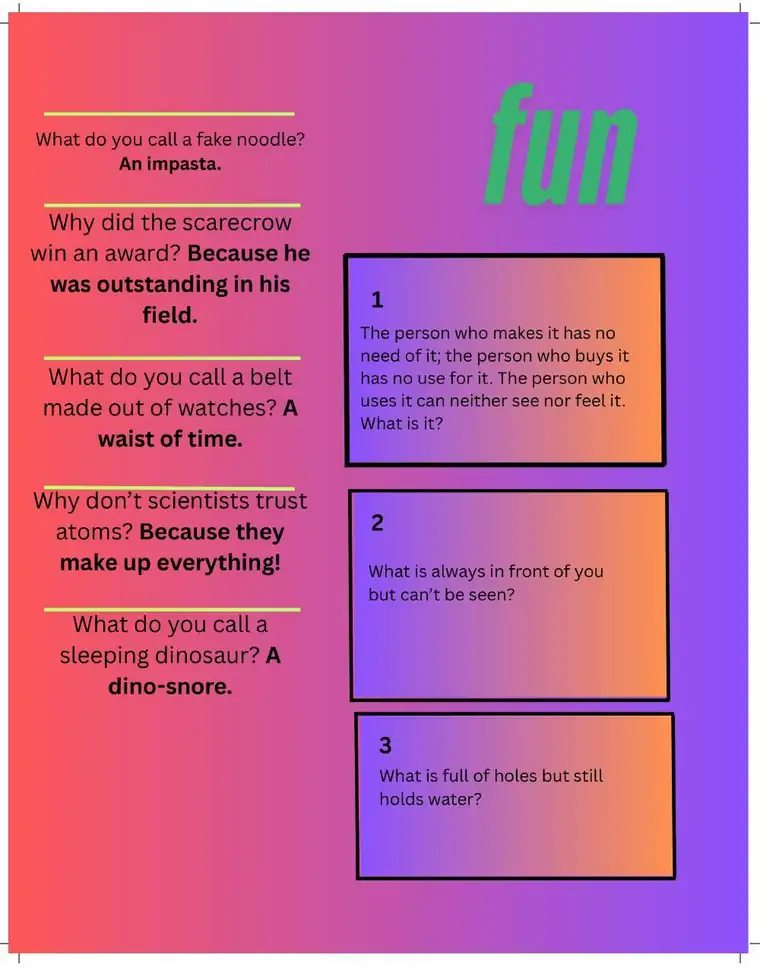 What do you call a fake noodle?
An impasta.
Why did the scarecrow
win an award? Because he
was outstanding in his
field.
What do you call a belt
made out of watches? A
waist of time.
Why don’t scientists trust
atoms? Because they
make up everything!
What do you call a
sleeping dinosaur? A
dino-snore.
fun
1
The person who makes it has no
need of it; the person who buys it
has no use for it. The person who
uses it can neither see nor feel it.
What is it?
2
What is always in front of you
but can’t be seen?
3
What is full of holes but still
holds water?